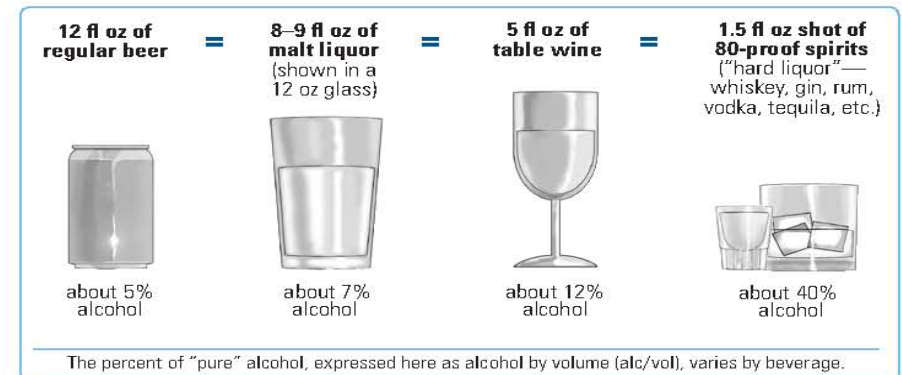 12 fl oz of
regular beer
=
8–9 fl oz of
malt liquor
(shown in a
12 oz glass)
=
5 fl oz of
table wine
=
1.5 fl oz shot of
80-proof spirits
("hard liquor"—
whiskey, gin, rum,
vodka, tequila, etc.)
about 5%
alcohol
about 7%
alcohol
about 12%
alcohol
about 40%
alcohol
The percent of "pure" alcohol, expressed here as alcohol by volume (alc/vol), varies by beverage.